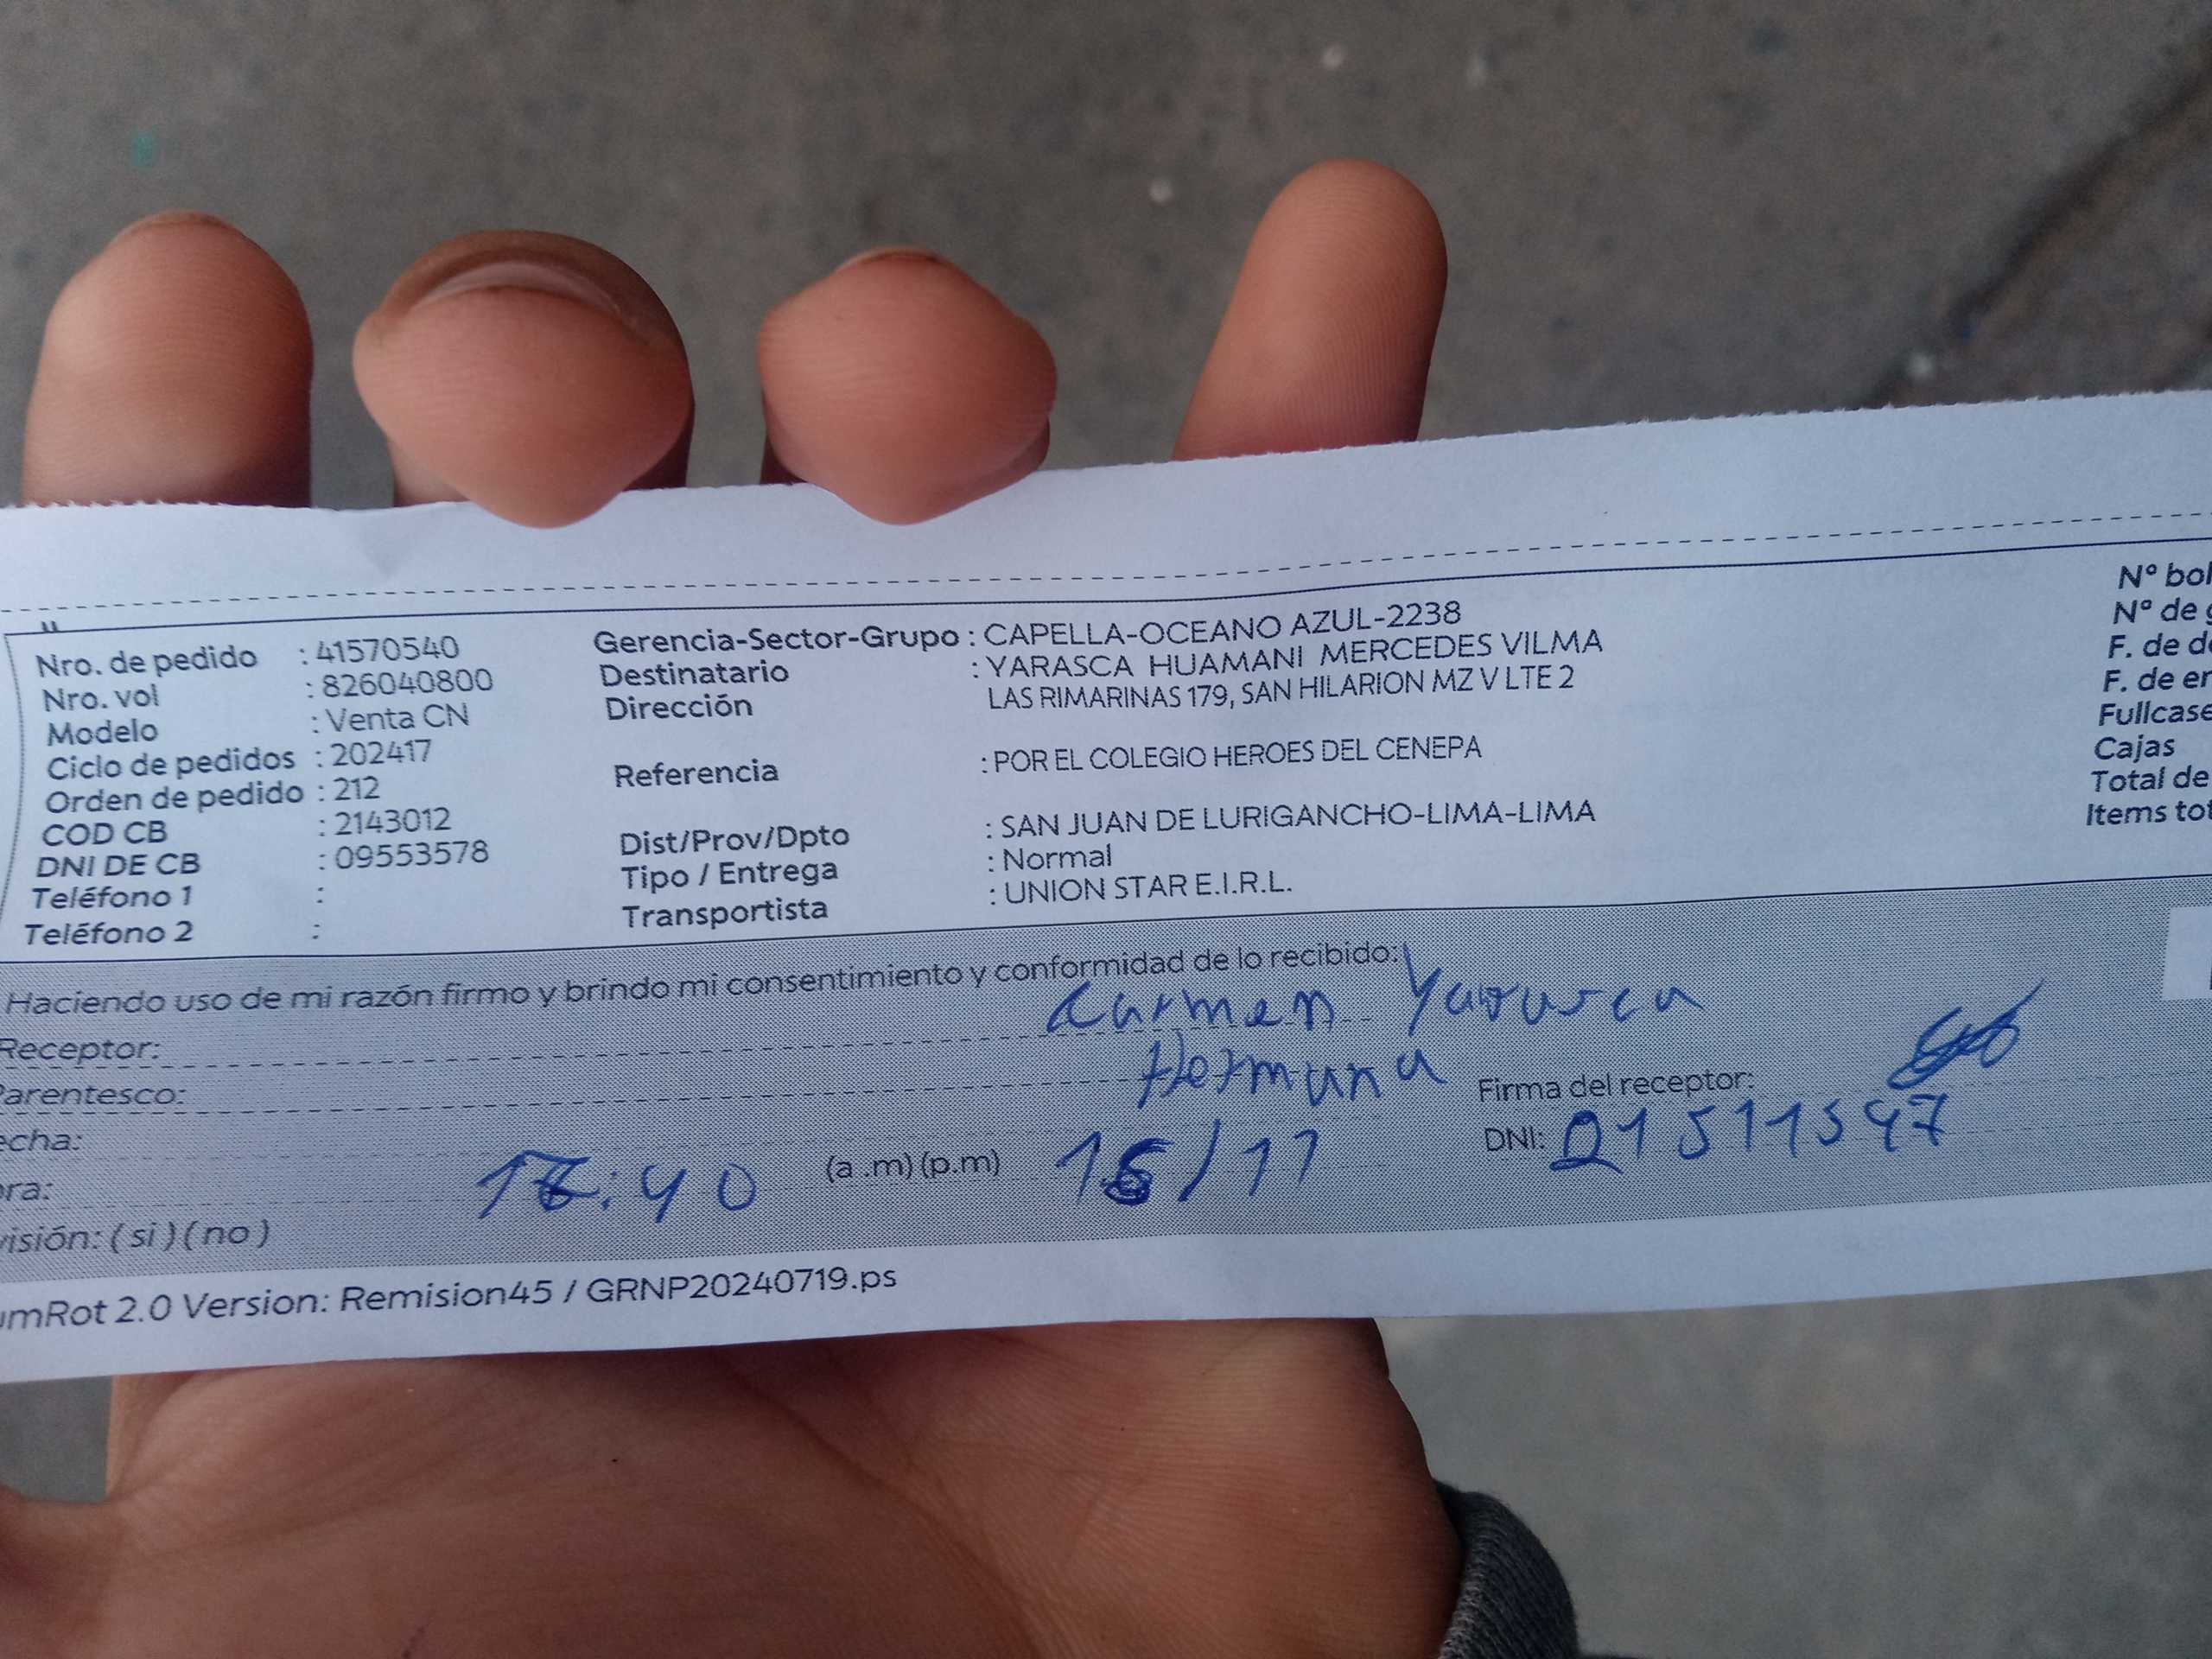 Nro. de pedido : 41570540
Nro. vol : 826040800
Modelo : Venta CN
Ciclo de pedidos : 202417
Orden de pedido : 212
COD CB : 2143012
DNI DE CB : 09553578
Teléfono 1 :
Teléfono 2 :
Gerencia-Sector-Grupo : CAPELLA-OCEANO AZUL-2238
Destinatario : YARASCA HUAMANI MERCEDES VILMA
Dirección LAS RIMARINAS 179, SAN HILARION MZ V LTE 2
Referencia : POR EL COLEGIO HEROES DEL CENEPA
Dist/Prov/Dpto : SAN JUAN DE LURIGANCHO-LIMA-LIMA
Tipo / Entrega : Normal
Transportista : UNION STAR E.I.R.L.
N° bol
N° de g
F. de de
F. de en
Fullcase
Cajas
Total de
Items tot
Haciendo uso de mi razón firmo y brindo mi consentimiento y conformidad de lo recibido:
Receptor: Carmen Yarasca
arentesco: Hermana
Firma del receptor:
echa:
DNI: 21511547
ora: :40 (a .m) (p.m) /11
visión: ( si ) ( no )
umRot 2.0 Version: Remision45 / GRNP20240719.ps